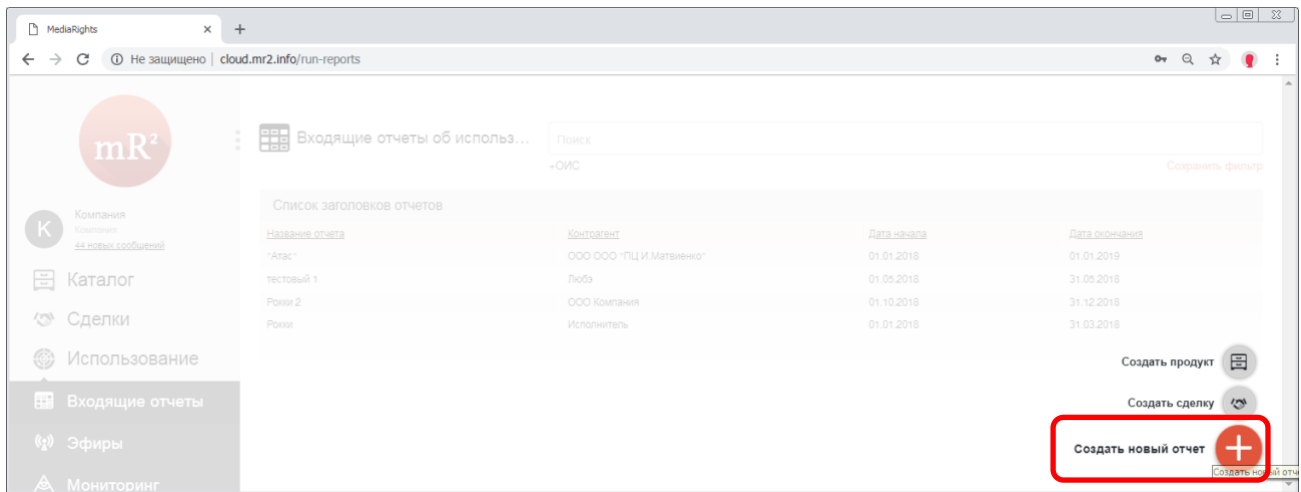 MediaRights
Не защищено | cloud.mr2.info/run-reports
mR²
Входящие отчеты об использ...
Поиск
+ОИС
Сохранить фильтр
K
Компания
Компания
44 новых сообщений
Список заголовков отчетов
Название отчета Контрагент Дата начала Дата окончания
"Атас" ООО ООО "ПЦ И.Матвиенко" 01.01.2018 01.01.2019
тестовый 1 Люба 01.05.2018 31.05.2018
Рокки 2 ООО Компания 01.10.2018 31.12.2018
Рокки Исполнитель 01.01.2018 31.03.2018
Каталог
Сделки
Использование
Входящие отчеты
Эфиры
Мониторинг
Создать продукт
Создать сделку
Создать новый отчет
Создать новый отч